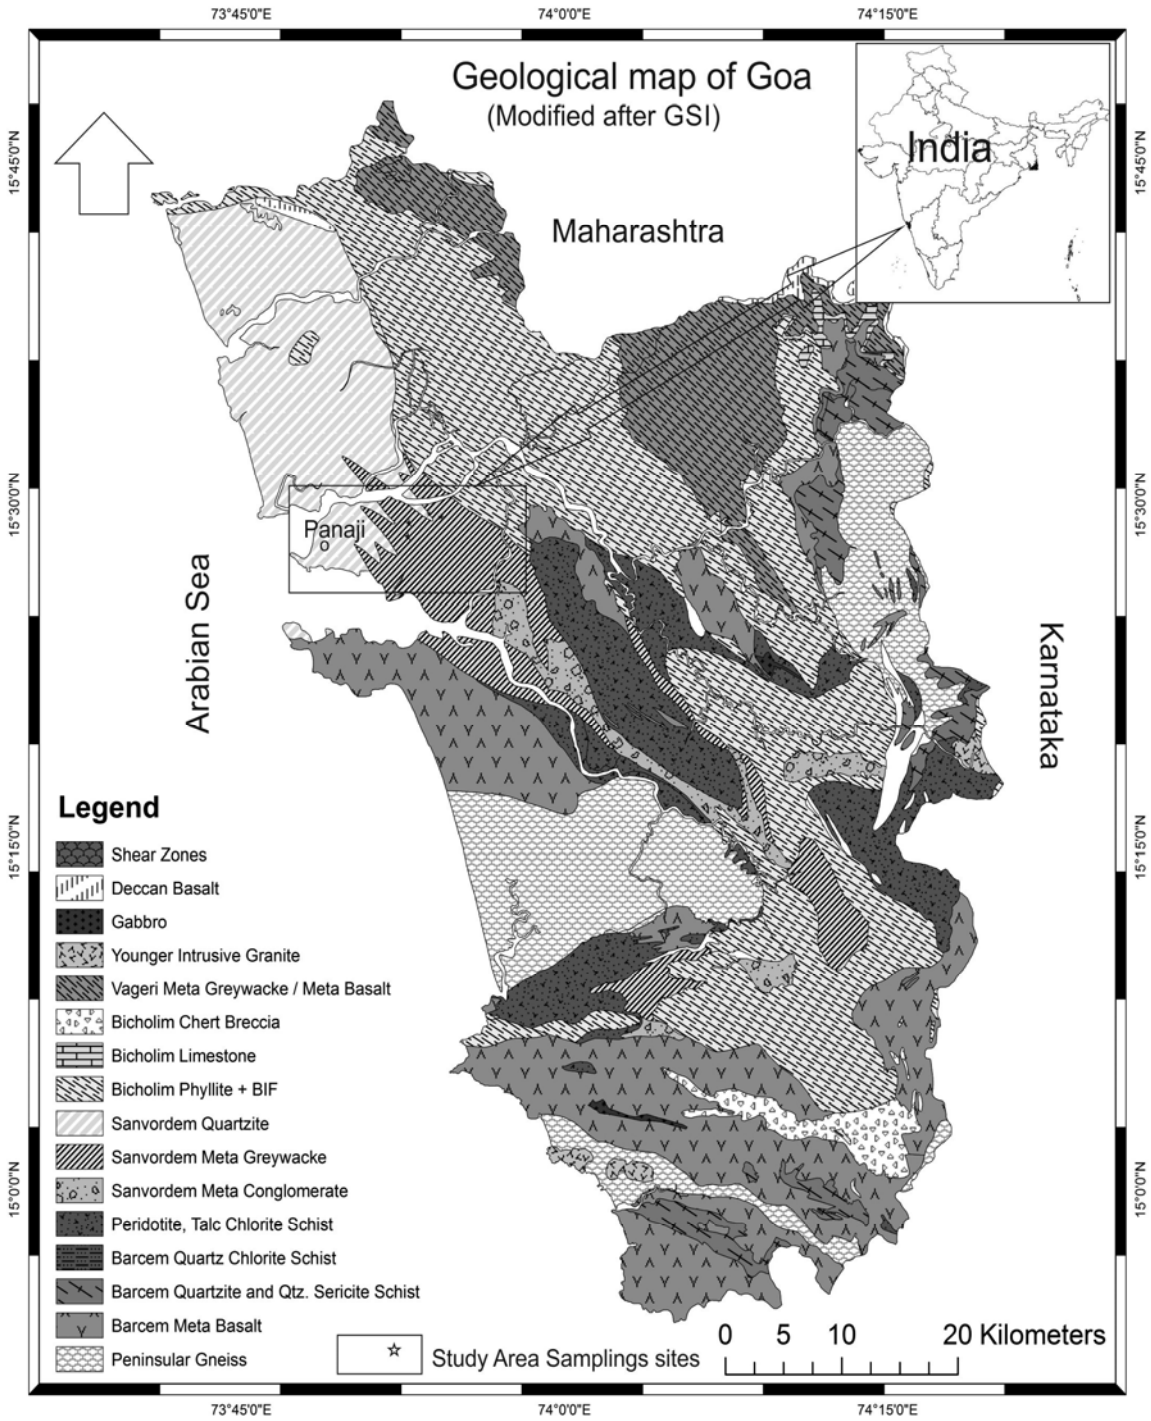 73°45'0"E 74°0'0"E 74°15'0"E
Geological map of Goa
(Modified after GSI)
India
15°45'0"N 15°45'0"N
Maharashtra
15°30'0"N 15°30'0"N
Panaji
Arabian Sea
Karnataka
15°15'0"N 15°15'0"N
15°0'0"N 15°0'0"N
Legend
Shear Zones
Deccan Basalt
Gabbro
Younger Intrusive Granite
Vageri Meta Greywacke / Meta Basalt
Bicholim Chert Breccia
Bicholim Limestone
Bicholim Phyllite + BIF
Sanvordem Quartzite
Sanvordem Meta Greywacke
Sanvordem Meta Conglomerate
Peridotite, Talc Chlorite Schist
Barcem Quartz Chlorite Schist
Barcem Quartzite and Qtz. Sericite Schist
Barcem Meta Basalt
Peninsular Gneiss
Study Area Samplings sites
0 5 10 20 Kilometers
73°45'0"E 74°0'0"E 74°15'0"E